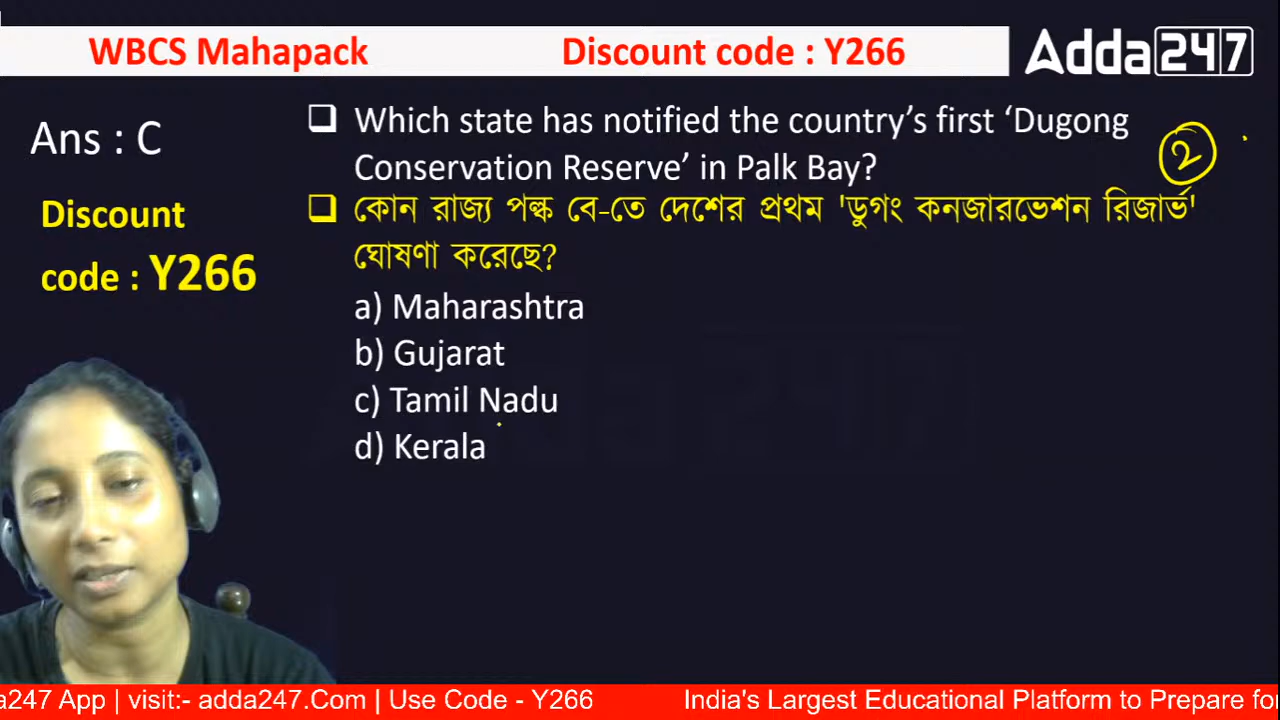 WBCS Mahapack Discount code : Y266 Adda247
Ans : C
Discount
code : Y266
❑ Which state has notified the country's first ‘Dugong
Conservation Reserve’ in Palk Bay?
2
❑ কোন রাজ্য পল্ক বে-তে দেশের প্রথম 'ডুগং কনজারভেশন রিজার্ভ'
ঘোষণা করেছে?
a) Maharashtra
b) Gujarat
c) Tamil Nadu
d) Kerala
a247 App | visit:- adda247.Com | Use Code - Y266 India's Largest Educational Platform to Prepare for